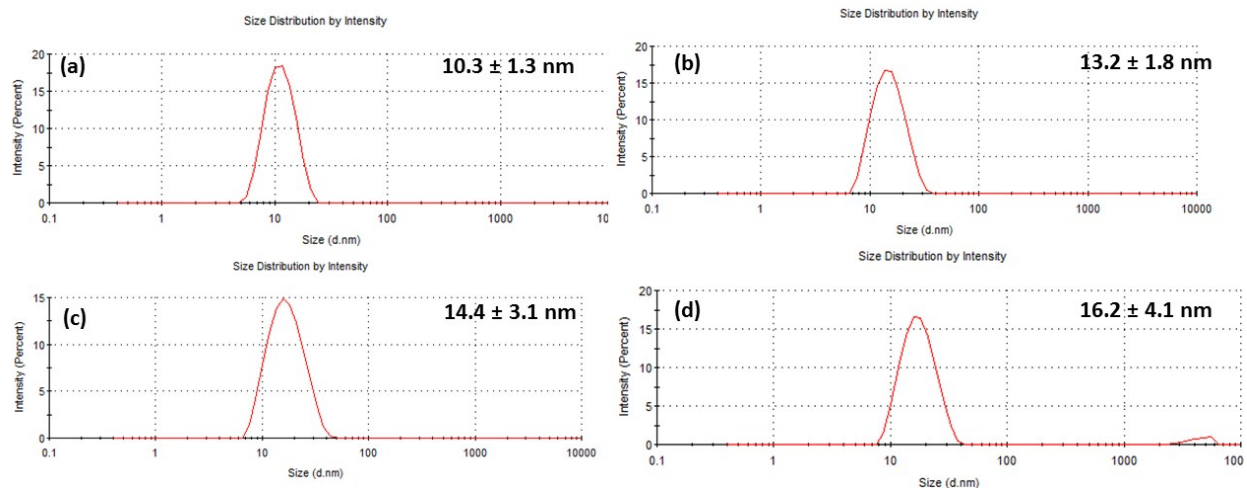 Size Distribution by Intensity
(a)
10.3 ± 1.3 nm
Intensity (Percent)
20
15
10
5
0
0.1 1 10 100 1000 10
Size (d.nm)
Size Distribution by Intensity
(b)
13.2 ± 1.8 nm
Intensity (Percent)
20
15
10
5
0
0.1 1 10 100 1000 10000
Size (d.nm)
Size Distribution by Intensity
(c)
14.4 ± 3.1 nm
Intensity (Percent)
15
10
5
0
0.1 1 10 100 1000 10000
Size (d.nm)
Size Distribution by Intensity
(d)
16.2 ± 4.1 nm
Intensity (Percent)
20
15
10
5
0
0.1 1 10 100 1000 1000
Size (d.nm)